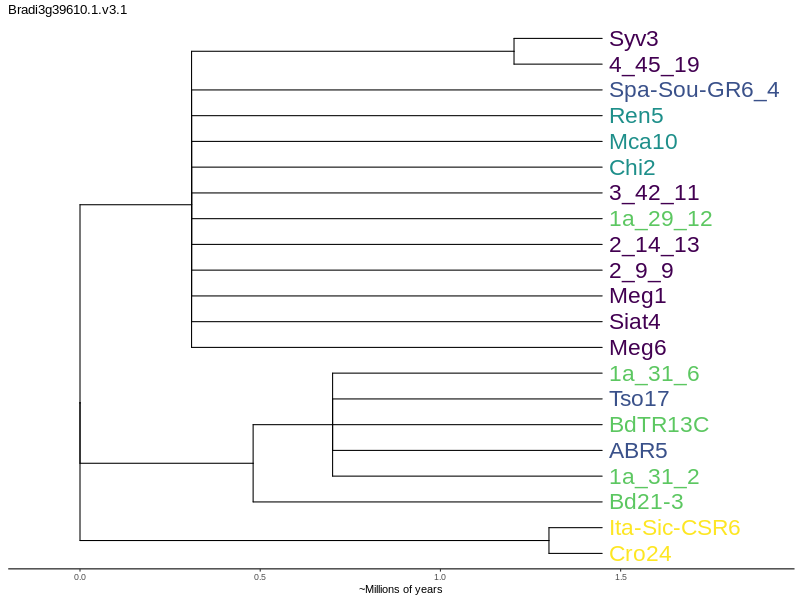 Bradi3g39610.1.v3.1
Syv3
4_45_19
Spa-Sou-GR6_4
Ren5
Mca10
Chi2
3_42_11
1a_29_12
2_14_13
2_9_9
Meg1
Siat4
Meg6
1a_31_6
Tso17
BdTR13C
ABR5
1a_31_2
Bd21-3
Ita-Sic-CSR6
Cro24
0.0 0.5 1.0 1.5
~Millions of years